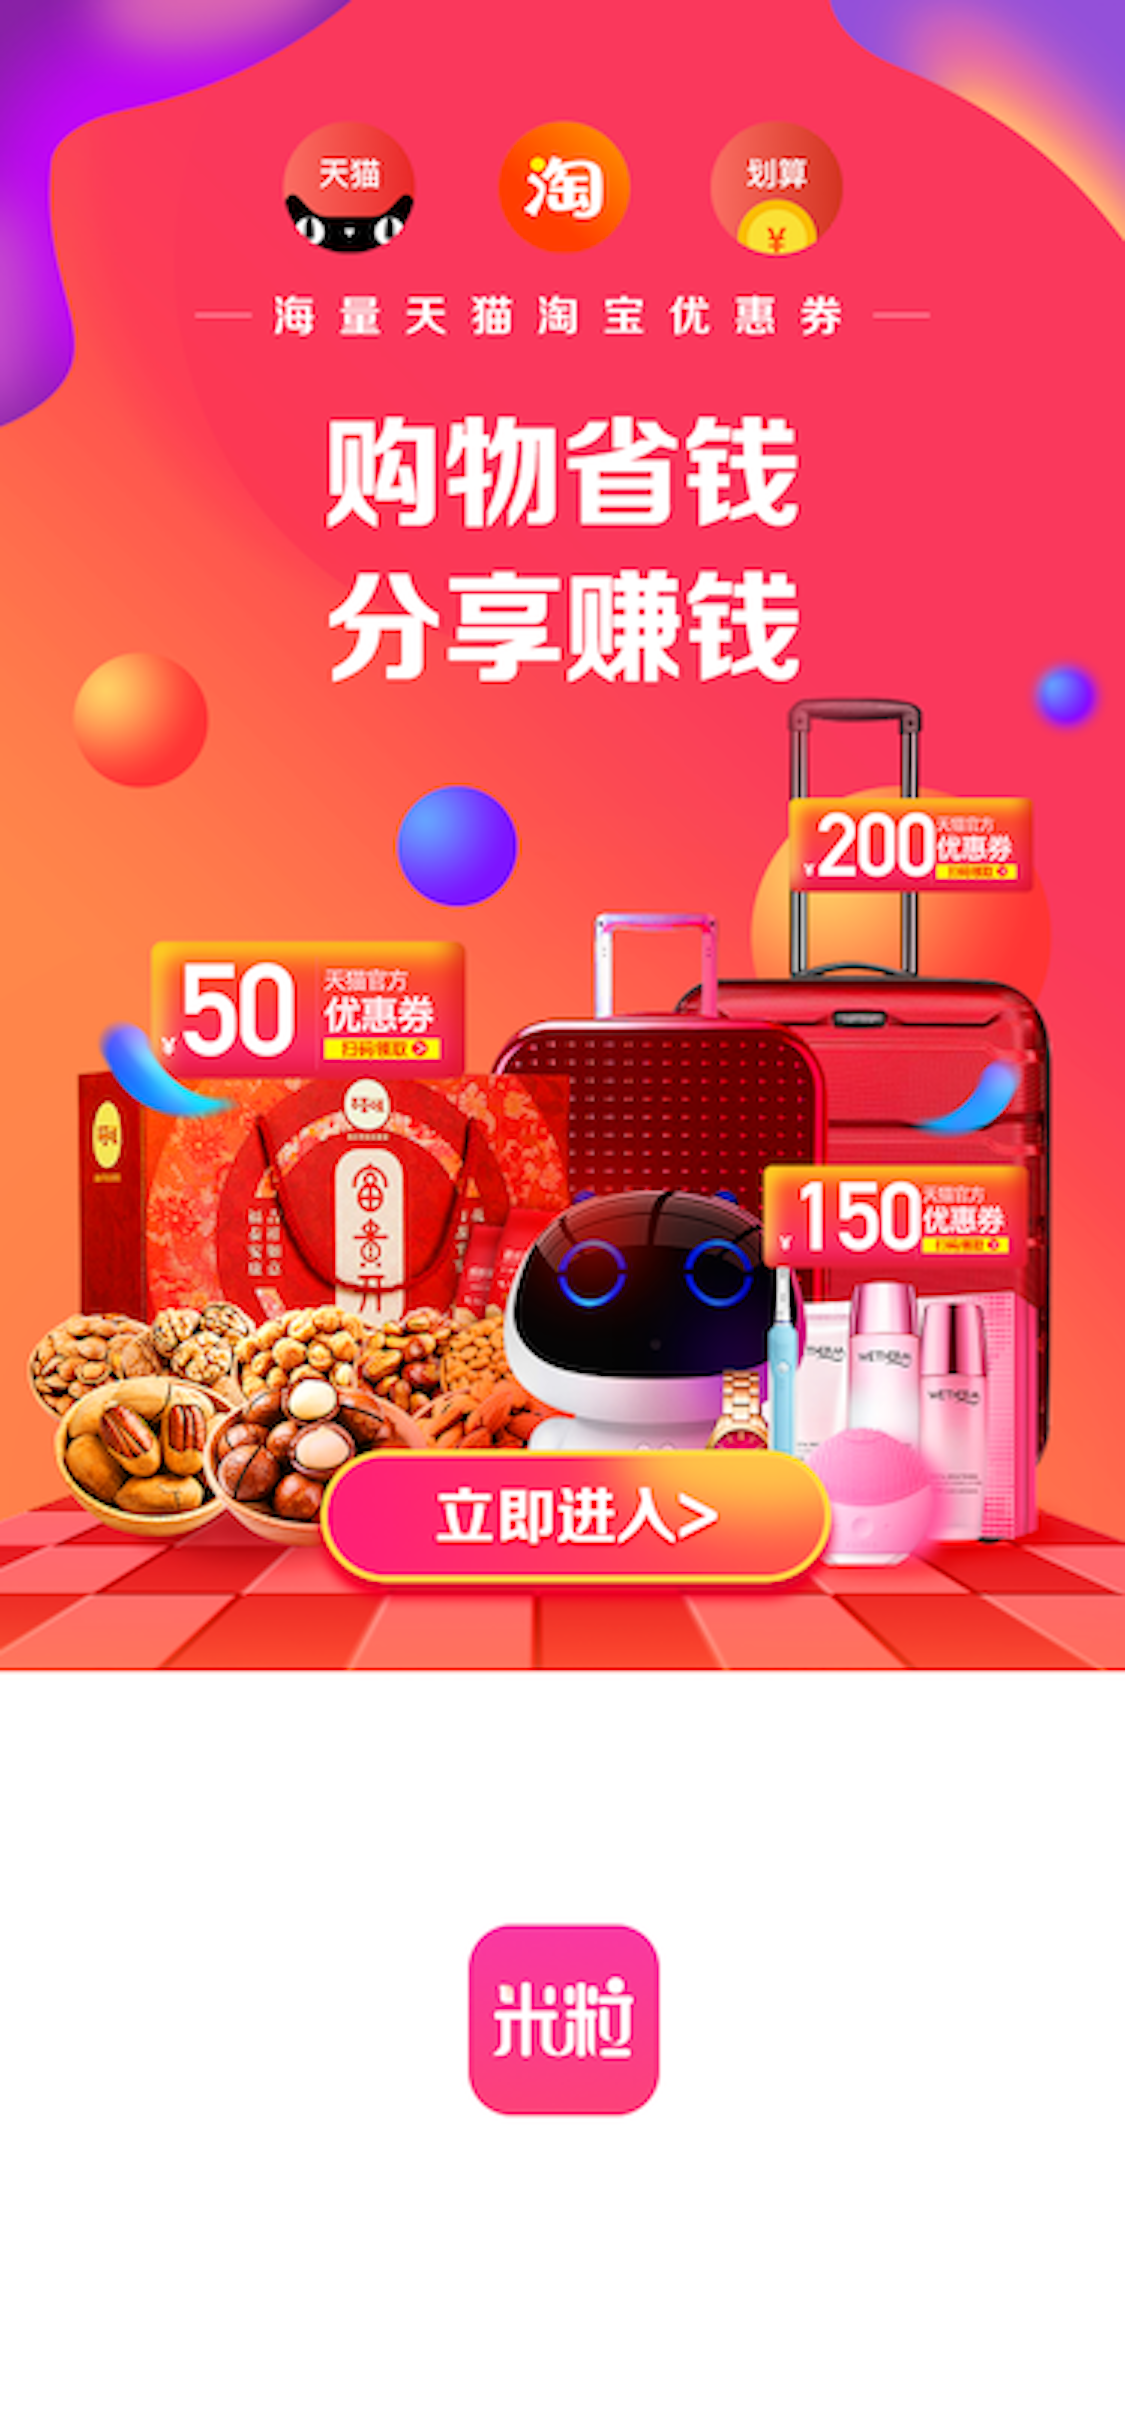 天猫
淘
划算
¥
海量天猫淘宝优惠券
购物省钱
分享赚钱
¥200
天猫官方
优惠券
扫码领取
¥50
天猫官方
优惠券
扫码领取
富贵开
¥150
天猫官方
优惠券
扫码领取
WETHERM
WETHERM
立即进入>
米粒